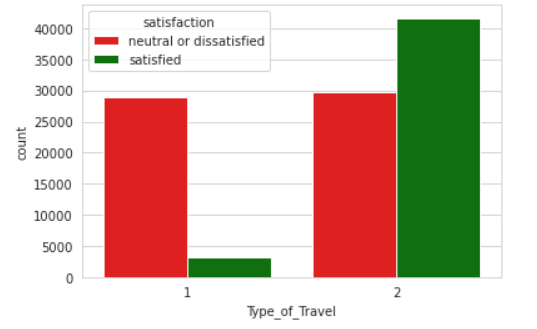 satisfaction
neutral or dissatisfied
satisfied
40000
35000
30000
25000
20000
15000
10000
5000
0
count
1
2
Type_of_Travel